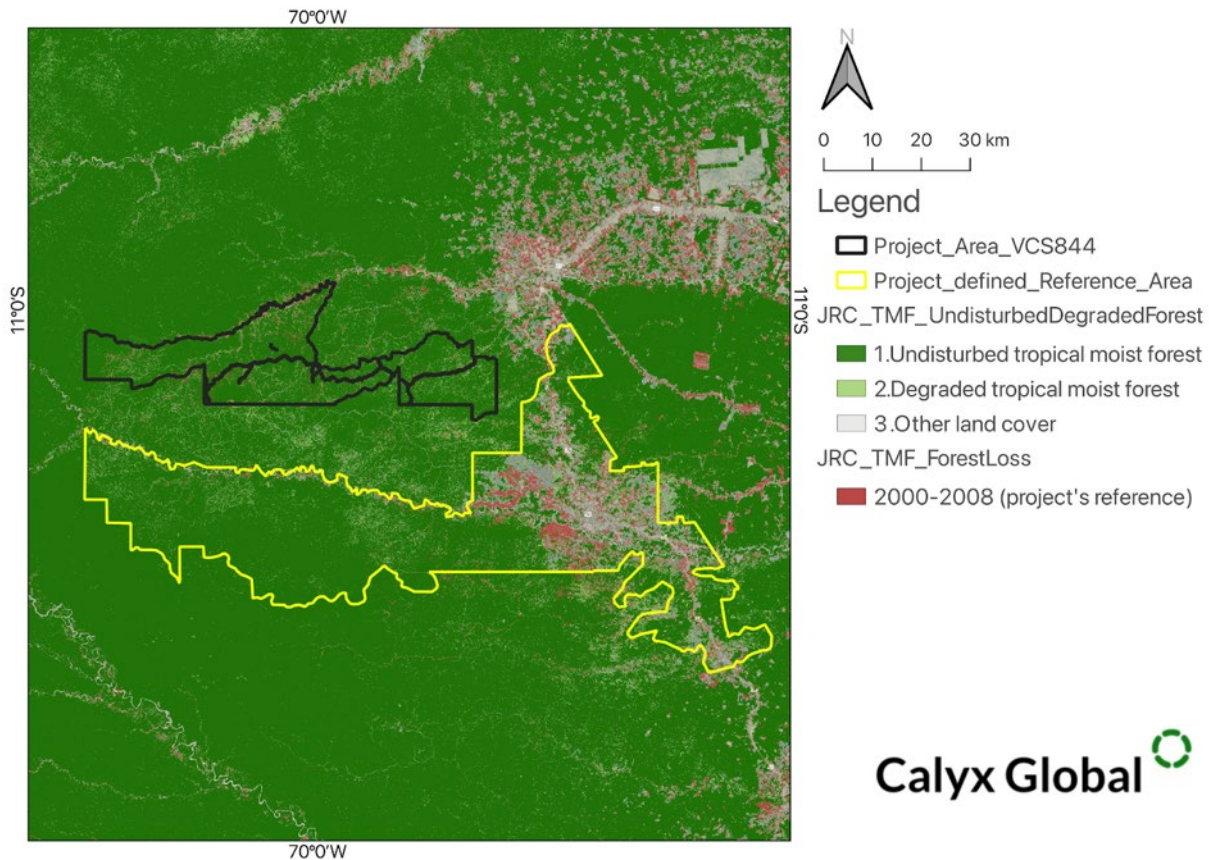 70°0'W
N
0 10 20 30 km
Legend
Project_Area_VCS844
Project_defined_Reference_Area
11°0'S
11°0'S
JRC_TMF_UndisturbedDegradedForest
1.Undisturbed tropical moist forest
2.Degraded tropical moist forest
3.Other land cover
JRC_TMF_ForestLoss
2000-2008 (project's reference)
Calyx Global
70°0'W